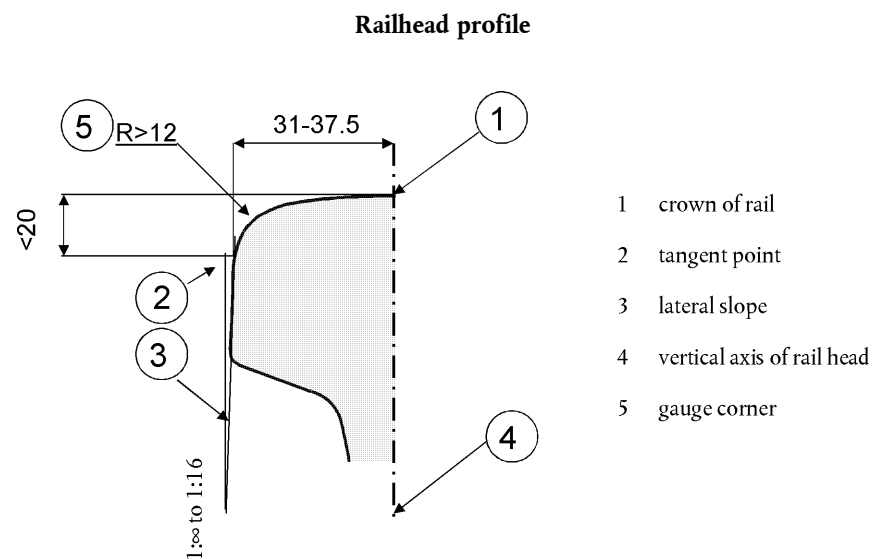 Railhead profile
5 R>12
31-37.5
1
<20
2
3
4
1:∞ to 1:16
1 crown of rail
2 tangent point
3 lateral slope
4 vertical axis of rail head
5 gauge corner